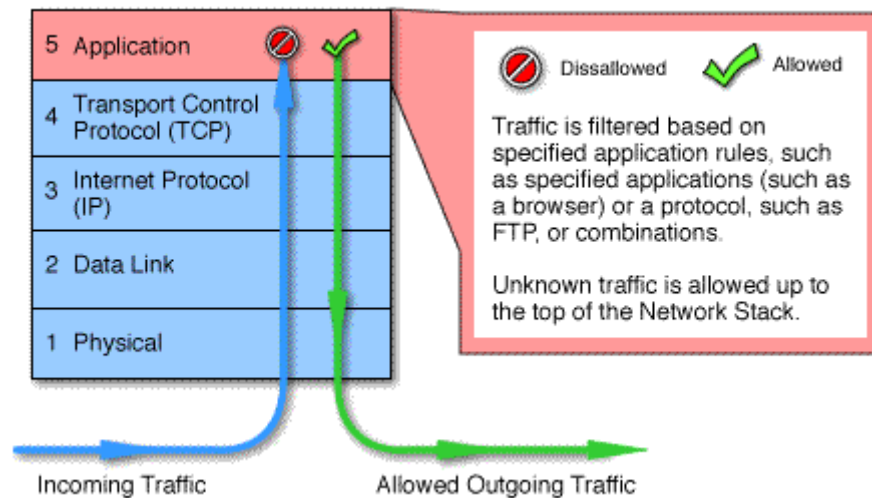 5 Application
4 Transport Control
Protocol (TCP)
3 Internet Protocol
(IP)
2 Data Link
1 Physical
Incoming Traffic
Allowed Outgoing Traffic
Dissallowed
Allowed
Traffic is filtered based on
specified application rules, such
as specified applications (such as
a browser) or a protocol, such as
FTP, or combinations.
Unknown traffic is allowed up to
the top of the Network Stack.